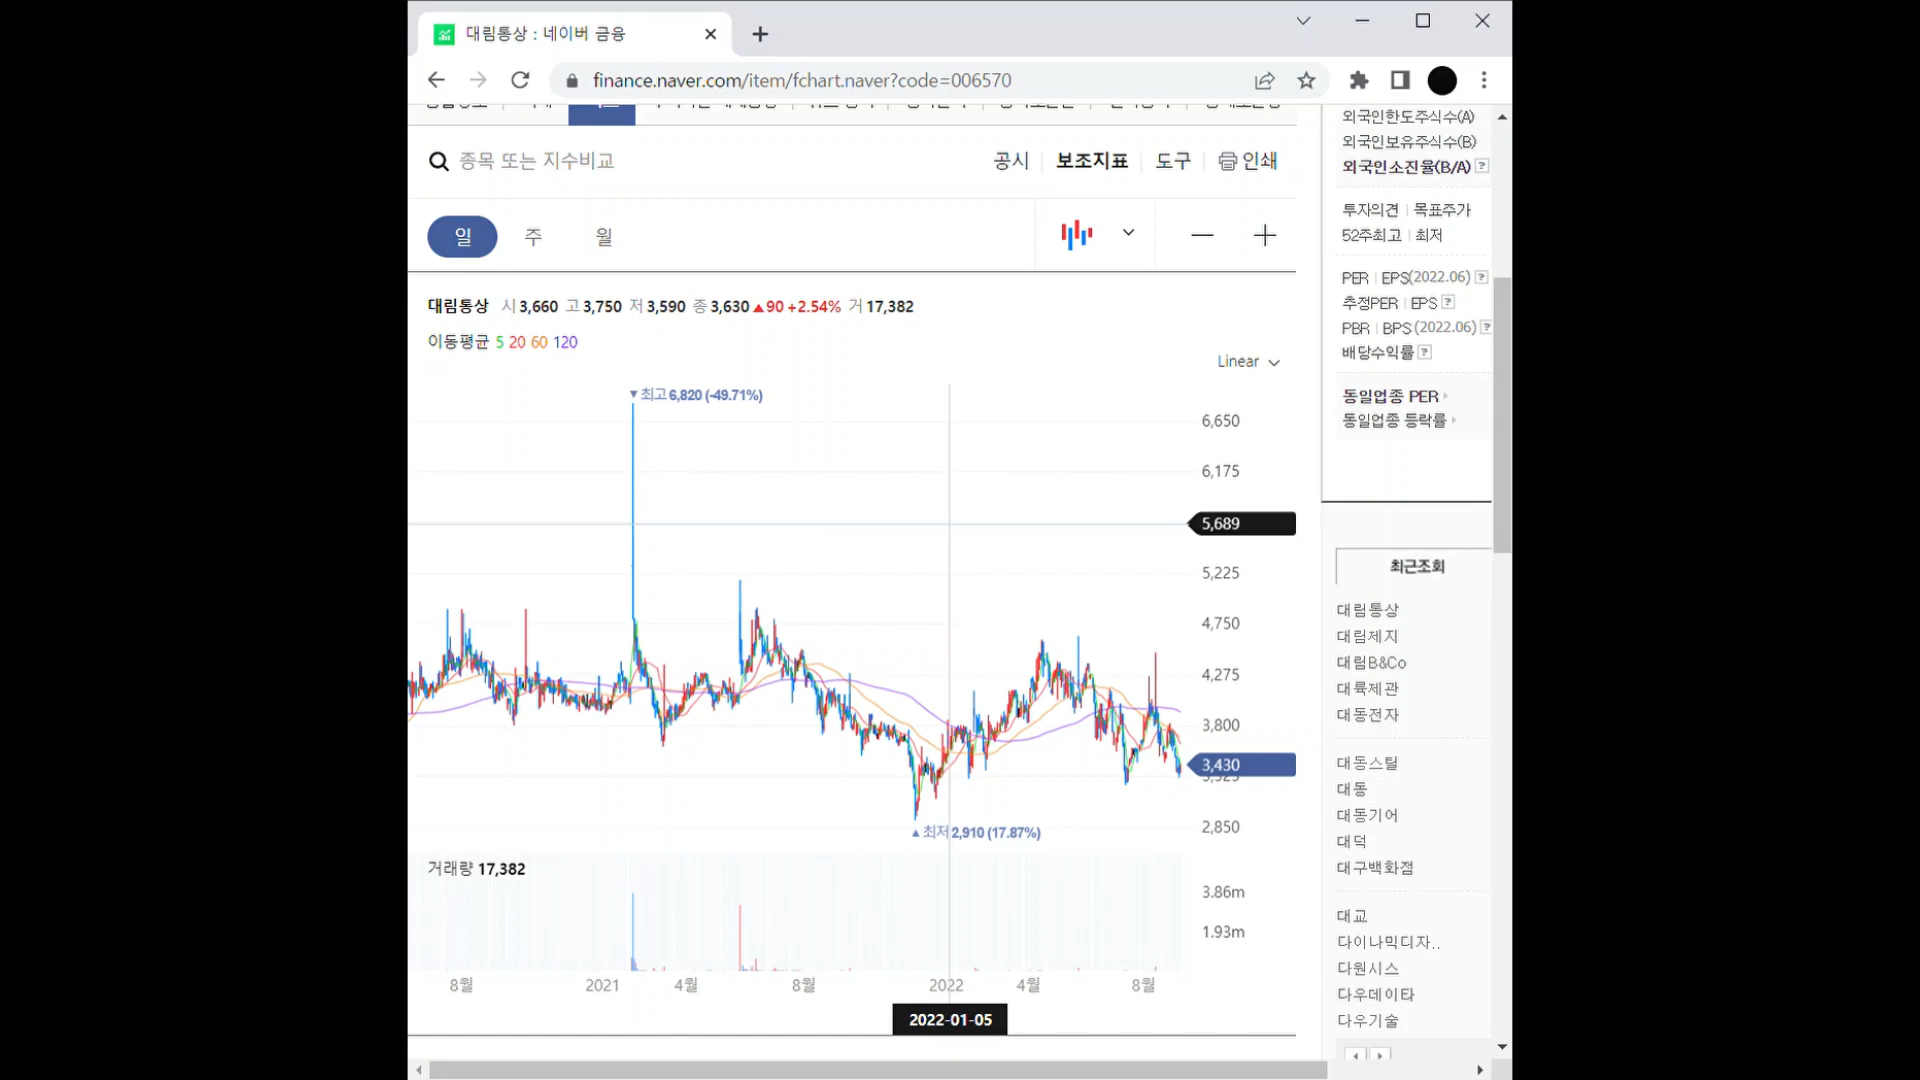 대림통상 : 네이버 금융
finance.naver.com/item/fchart.naver?code=006570
종목 또는 지수비교
공시 보조지표 도구 인쇄
일 주 월
대림통상 시 3,660 고 3,750 저 3,590 종 3,630 ▲90 +2.54% 거 17,382
이동평균 5 20 60 120
Linear
▼최고 6,820 (-49.71%)
6,650
6,175
5,689
5,225
4,750
4,275
3,800
3,430
3,325
2,850
▲최저 2,910 (17.87%)
거래량 17,382
3.86m
1.93m
8월 2021 4월 8월 2022 4월 8월
2022-01-05
외국인한도주식수(A)
외국인보유주식수(B)
외국인소진율(B/A) ?
투자의견 | 목표주가
52주최고 | 최저
PER | EPS(2022.06) ?
추정PER | EPS ?
PBR | BPS (2022.06) ?
배당수익률 ?
동일업종 PER
동일업종 등락률
최근조회
대림통상
대림제지
대림B&Co
대륙제관
대동전자
대동스틸
대동
대동기어
대덕
대구백화점
대교
다이나믹디자..
다원시스
다우데이타
다우기술